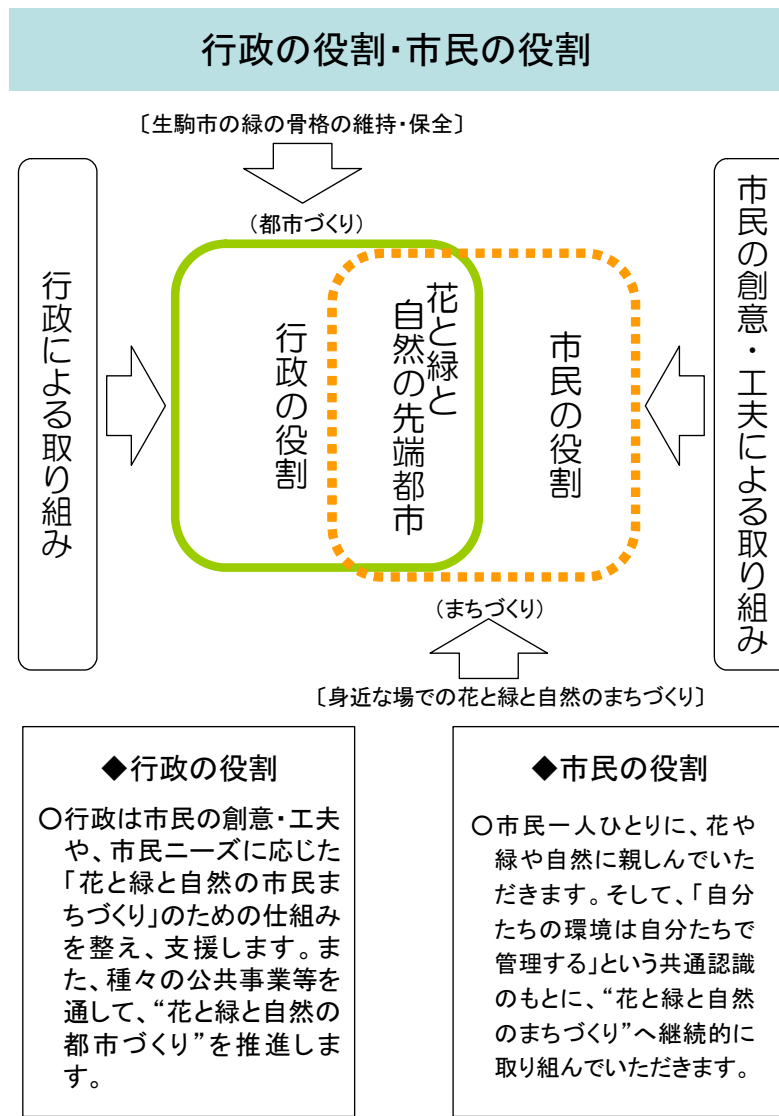 行政の役割・市民の役割
〔生駒市の緑の骨格の維持・保全〕
（都市づくり）
行政による取り組み
行政の役割
花と緑と
自然の先端都市
市民の役割
市民の創意・工夫による取り組み
（まちづくり）
〔身近な場での花と緑と自然のまちづくり〕
◆行政の役割
○行政は市民の創意・工夫
や、市民ニーズに応じた
「花と緑と自然の市民ま
ちづくり」のための仕組み
を整え、支援します。ま
た、種々の公共事業等を
通して、“花と緑と自然の
都市づくり”を推進しま
す。
◆市民の役割
○市民一人ひとりに、花や
緑や自然に親しんでいた
だきます。そして、「自分
たちの環境は自分たちで
管理する」という共通認識
のもとに、“花と緑と自然
のまちづくり”へ継続的に
取り組んでいただきます。